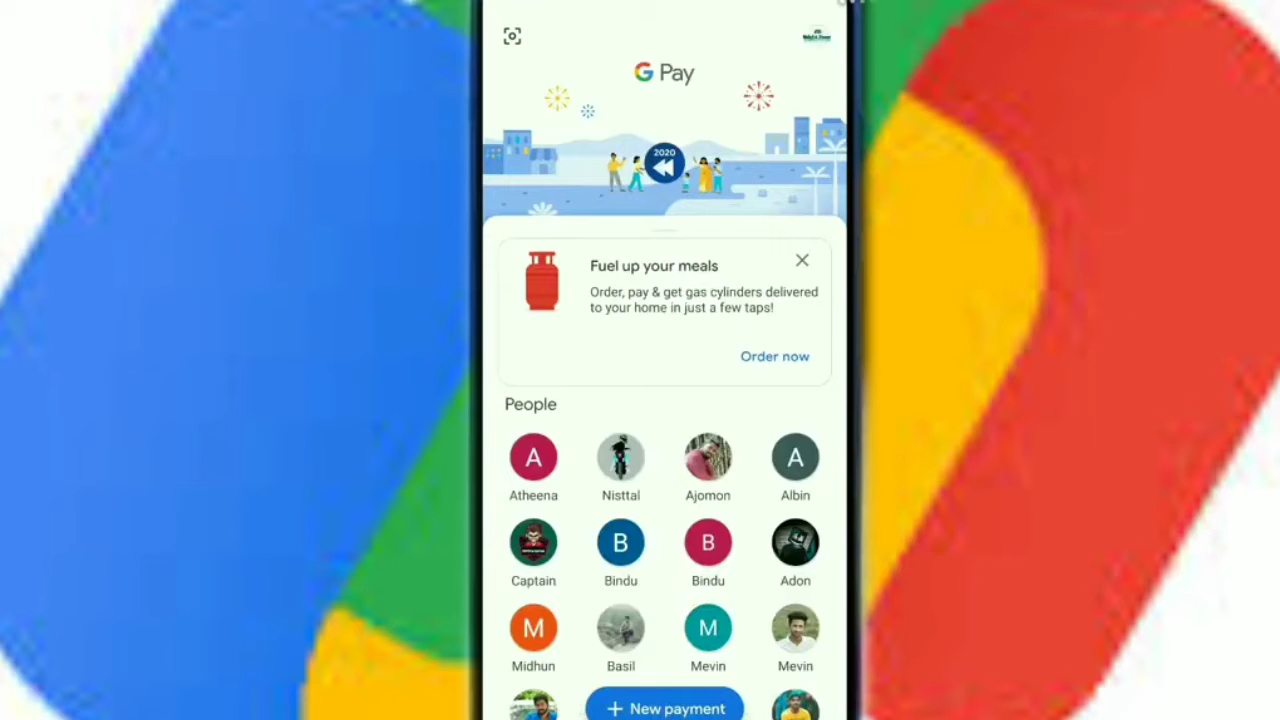 G Pay
2020
Fuel up your meals
Order, pay & get gas cylinders delivered
to your home in just a few taps!
Order now
People
Atheena Nisttal Ajomon Albin
Captain Bindu Bindu Adon
Midhun Basil Mevin Mevin
+ New payment
A
A
B
B
M
M